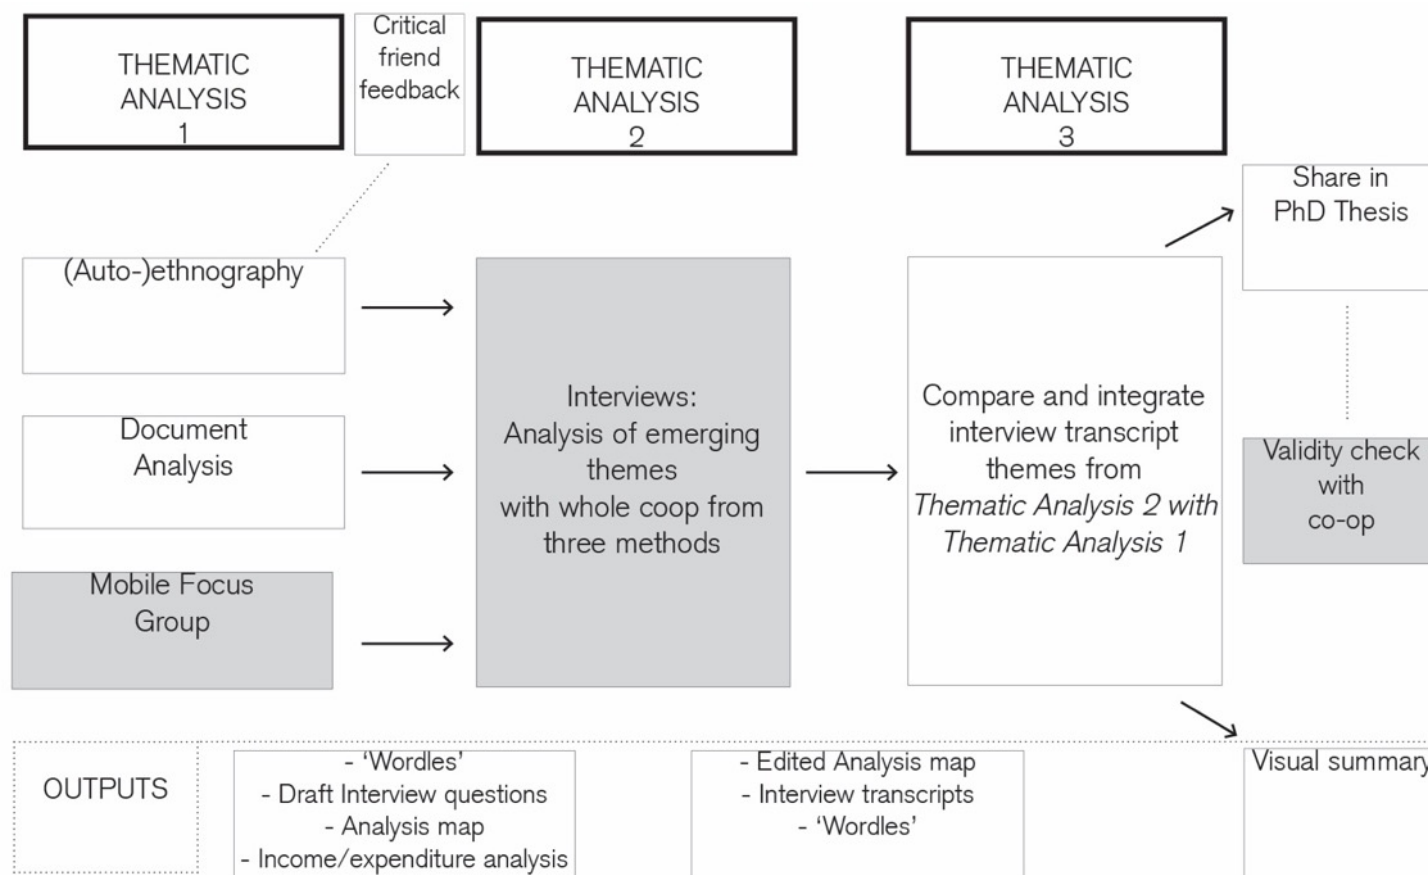 THEMATIC
ANALYSIS
1
Critical
friend
feedback
THEMATIC
ANALYSIS
2
THEMATIC
ANALYSIS
3
Share in
PhD Thesis
(Auto-)ethnography
Document
Analysis
Mobile Focus
Group
Interviews:
Analysis of emerging
themes
with whole coop from
three methods
Compare and integrate
interview transcript
themes from
Thematic Analysis 2 with
Thematic Analysis 1
Validity check
with
co-op
OUTPUTS
- ‘Wordles’
- Draft Interview questions
- Analysis map
- Income/expenditure analysis
- Edited Analysis map
- Interview transcripts
- ‘Wordles’
Visual summary